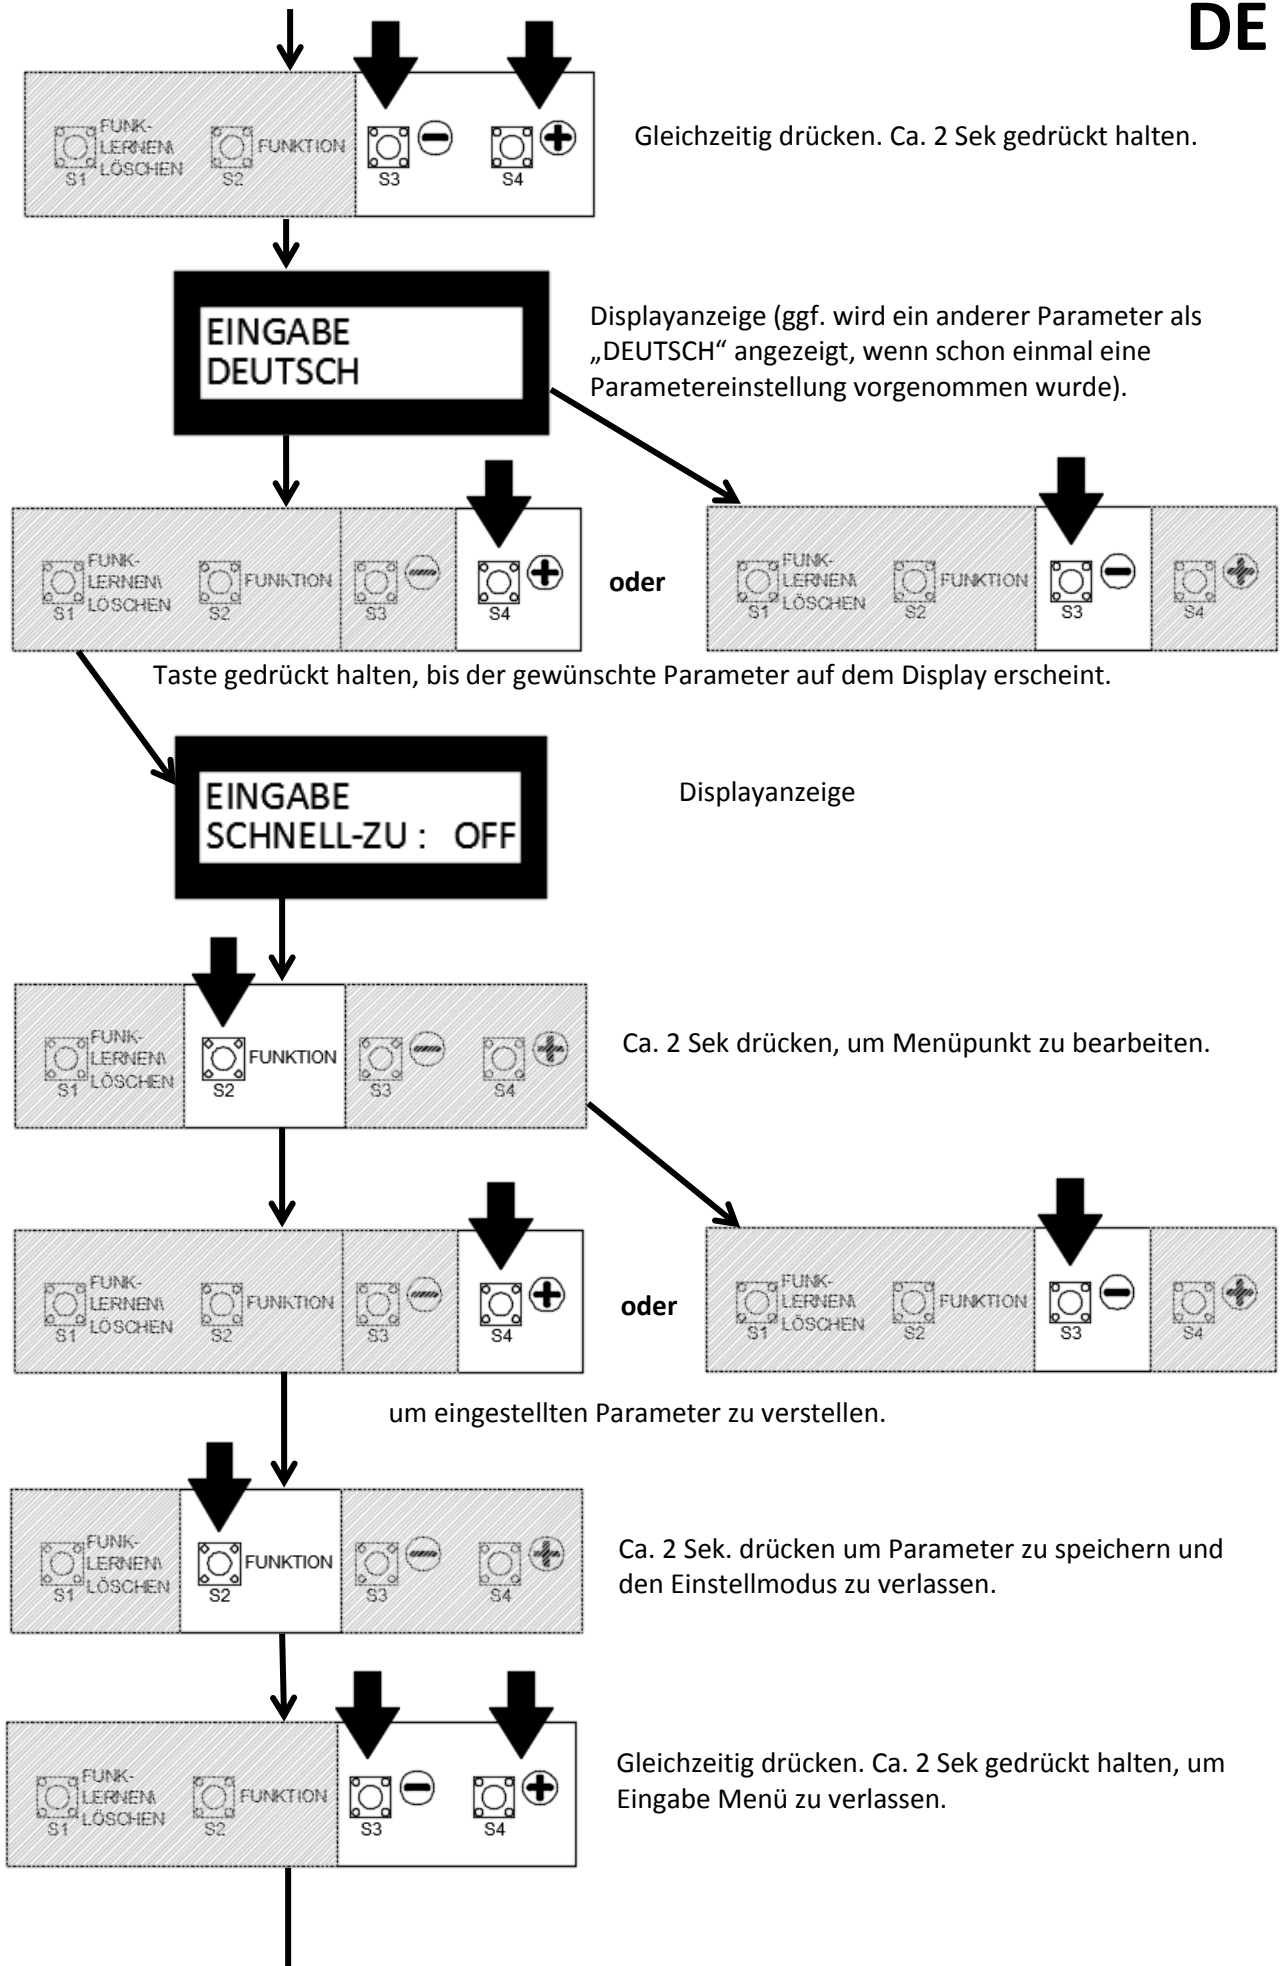 DE
FUNK-
LERNEN\
LÖSCHEN
S1
FUNKTION
S2
S3
S4
Gleichzeitig drücken. Ca. 2 Sek gedrückt halten.
EINGABE
DEUTSCH
Displayanzeige (ggf. wird ein anderer Parameter als
„DEUTSCH“ angezeigt, wenn schon einmal eine
Parametereinstellung vorgenommen wurde).
FUNK-
LERNEN\
LÖSCHEN
S1
FUNKTION
S2
S3
S4
oder
FUNK-
LERNEN\
LÖSCHEN
S1
FUNKTION
S2
S3
S4
Taste gedrückt halten, bis der gewünschte Parameter auf dem Display erscheint.
EINGABE
SCHNELL-ZU : OFF
Displayanzeige
FUNK-
LERNEN\
LÖSCHEN
S1
FUNKTION
S2
S3
S4
Ca. 2 Sek drücken, um Menüpunkt zu bearbeiten.
FUNK-
LERNEN\
LÖSCHEN
S1
FUNKTION
S2
S3
S4
oder
FUNK-
LERNEN\
LÖSCHEN
S1
FUNKTION
S2
S3
S4
um eingestellten Parameter zu verstellen.
FUNK-
LERNEN\
LÖSCHEN
S1
FUNKTION
S2
S3
S4
Ca. 2 Sek. drücken um Parameter zu speichern und
den Einstellmodus zu verlassen.
FUNK-
LERNEN\
LÖSCHEN
S1
FUNKTION
S2
S3
S4
Gleichzeitig drücken. Ca. 2 Sek gedrückt halten, um
Eingabe Menü zu verlassen.